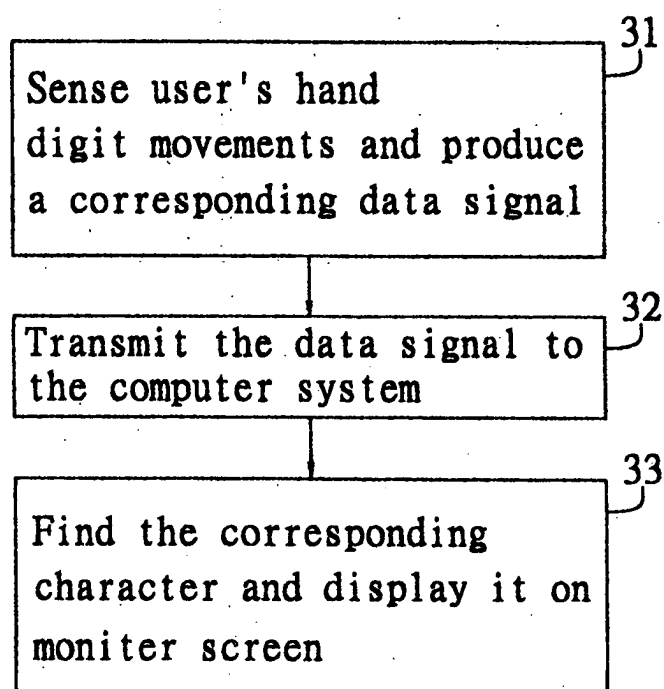 31
Sense user's hand
digit movements and produce
a corresponding data signal
32
Transmit the data signal to
the computer system
33
Find the corresponding
character and display it on
moniter screen